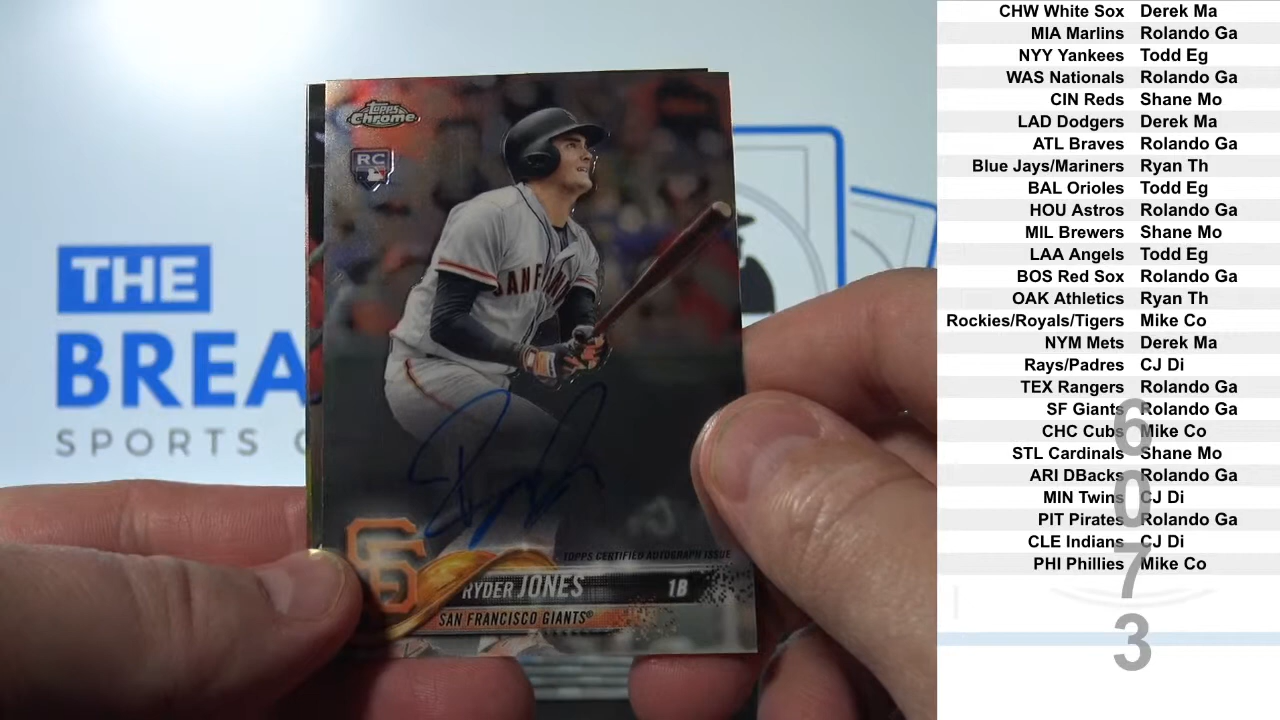 THE
BREA
SPORTS
Topps
Chrome
RC
SAN FRAN
TOPPS CERTIFIED AUTOGRAPH ISSUE
RYDER JONES 1B
SAN FRANCISCO GIANTS®
CHW White Sox Derek Ma
MIA Marlins Rolando Ga
NYY Yankees Todd Eg
WAS Nationals Rolando Ga
CIN Reds Shane Mo
LAD Dodgers Derek Ma
ATL Braves Rolando Ga
Blue Jays/Mariners Ryan Th
BAL Orioles Todd Eg
HOU Astros Rolando Ga
MIL Brewers Shane Mo
LAA Angels Todd Eg
BOS Red Sox Rolando Ga
OAK Athletics Ryan Th
Rockies/Royals/Tigers Mike Co
NYM Mets Derek Ma
Rays/Padres CJ Di
TEX Rangers Rolando Ga
SF Giants Rolando Ga
CHC Cubs Mike Co
STL Cardinals Shane Mo
ARI DBacks Rolando Ga
MIN Twins CJ Di
PIT Pirates Rolando Ga
CLE Indians CJ Di
PHI Phillies Mike Co
6
0
7
3